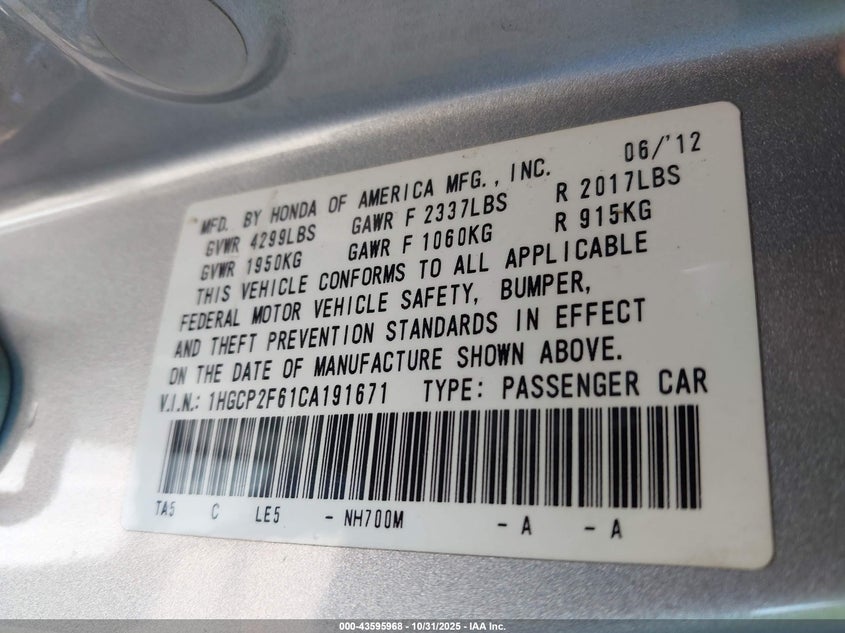 MFD. BY HONDA OF AMERICA MFG., INC. 06/'12
GVWR 4299LBS GAWR F 2337LBS R 2017LBS
GVWR 1950KG GAWR F 1060KG R 915KG
THIS VEHICLE CONFORMS TO ALL APPLICABLE
FEDERAL MOTOR VEHICLE SAFETY, BUMPER,
AND THEFT PREVENTION STANDARDS IN EFFECT
ON THE DATE OF MANUFACTURE SHOWN ABOVE.
V.I.N.: 1HGCP2F61CA191671 TYPE: PASSENGER CAR
TA5 C LE5 - NH700M - A - A
000-43595968 - 10/31/2025 - IAA Inc.